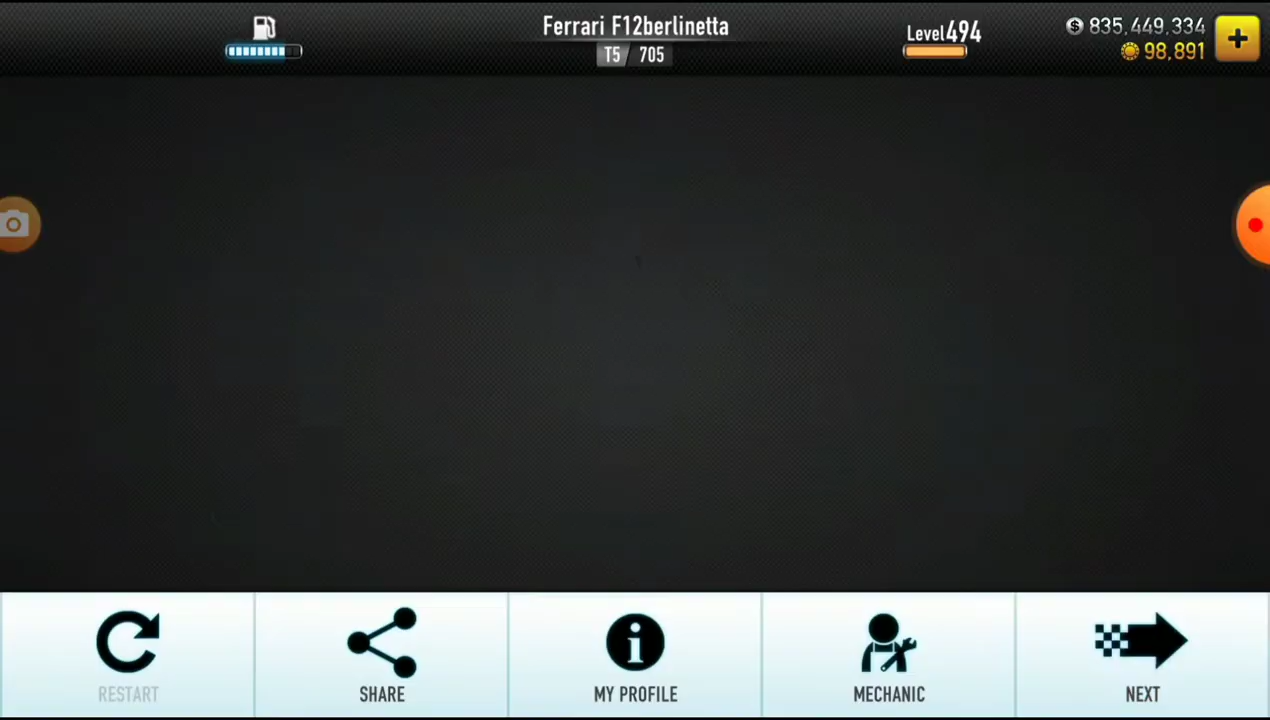 Ferrari F12berlinetta
T5 705
Level494
$ 835,449,334
98,891
RESTART
SHARE
MY PROFILE
MECHANIC
NEXT